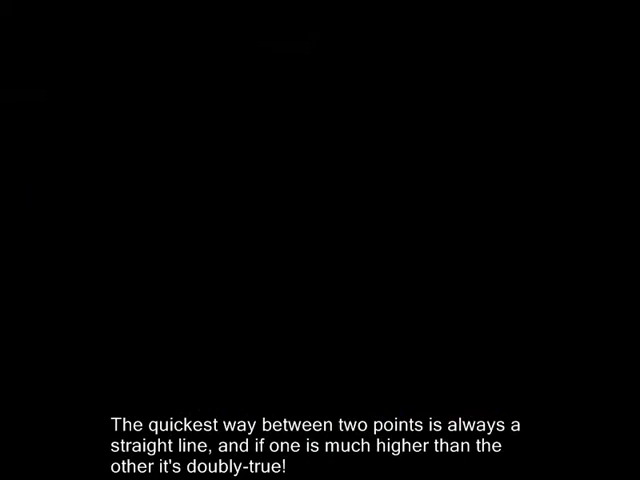 The quickest way between two points is always a
straight line, and if one is much higher than the
other it's doubly-true!